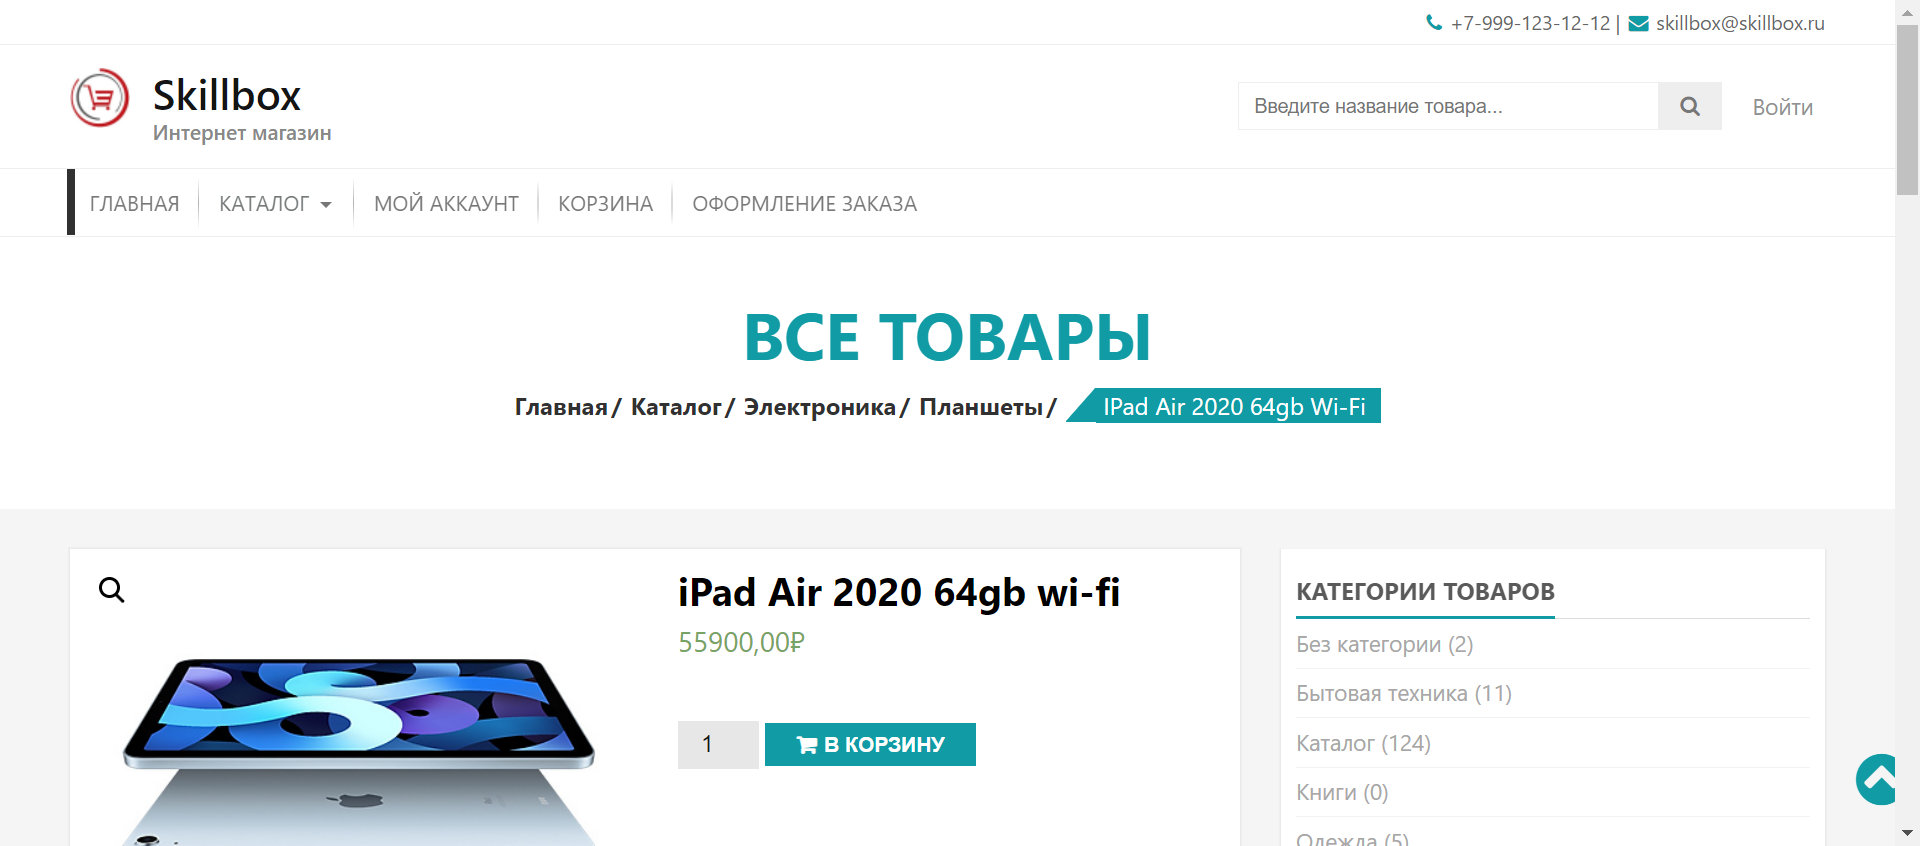 +7-999-123-12-12 | skillbox@skillbox.ru
Skillbox
Интернет магазин
Введите название товара...
Войти
ГЛАВНАЯ
КАТАЛОГ
МОЙ АККАУНТ
КОРЗИНА
ОФОРМЛЕНИЕ ЗАКАЗА
ВСЕ ТОВАРЫ
Главная / Каталог / Электроника / Планшеты / IPad Air 2020 64gb Wi-Fi
iPad Air 2020 64gb wi-fi
55900,00₽
1
В КОРЗИНУ
КАТЕГОРИИ ТОВАРОВ
Без категории (2)
Бытовая техника (11)
Каталог (124)
Книги (0)
Одежда (5)